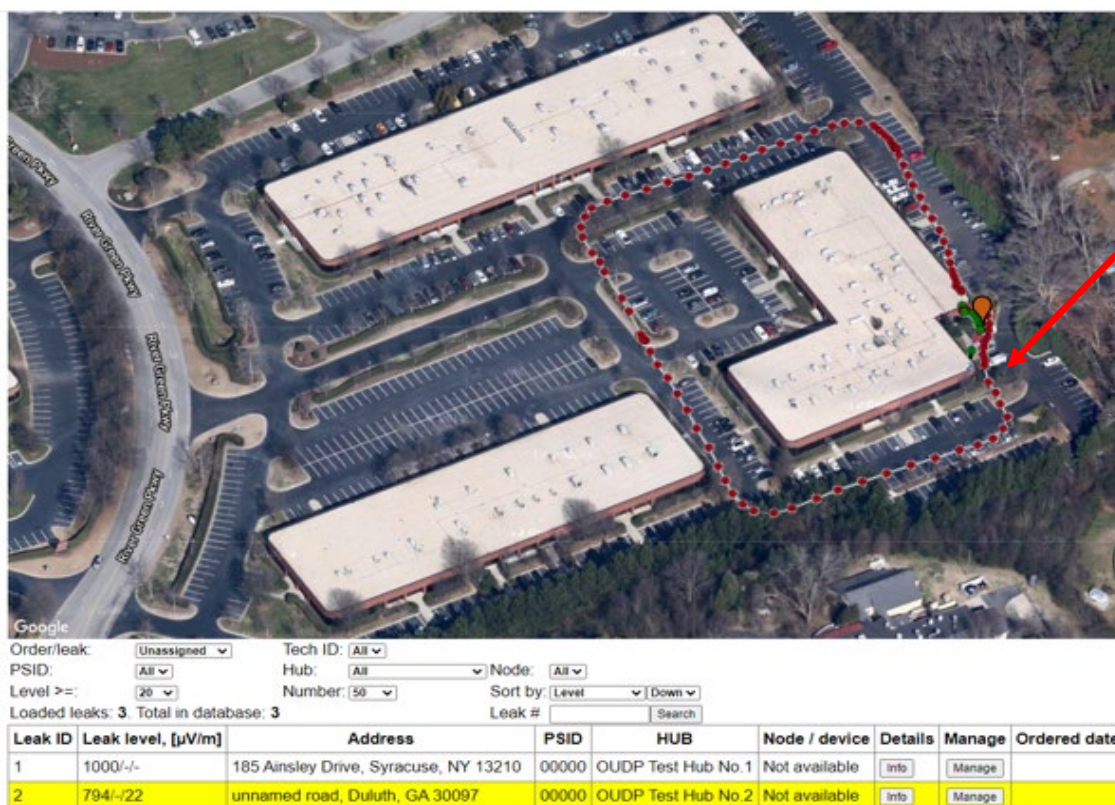 Green Pkwy
River Green Pkwy
River Green Pkwy
River Green Pkwy
Google
Order/leak: Unassigned Tech ID: All
PSID: All Hub: All Node: All
Level >=: 20 Number: 50 Sort by: Level Down
Loaded leaks: 3. Total in database: 3 Leak # Search
Leak ID Leak level, [µV/m] Address PSID HUB Node / device Details Manage Ordered date
1 1000/-/- 185 Ainsley Drive, Syracuse, NY 13210 00000 OUDP Test Hub No.1 Not available Info Manage
2 794/-/22 unnamed road, Duluth, GA 30097 00000 OUDP Test Hub No.2 Not available Info Manage